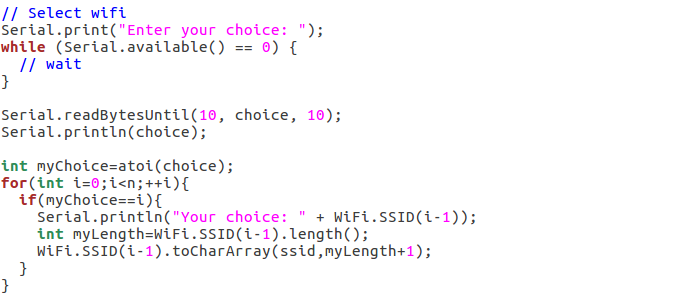 // Select wifi
Serial.print("Enter your choice: ");
while (Serial.available() == 0) {
  // wait
}

Serial.readBytesUntil(10, choice, 10);
Serial.println(choice);

int myChoice=atoi(choice);
for(int i=0;i<n;++i){
  if(myChoice==i){
    Serial.println("Your choice: " + WiFi.SSID(i-1));
    int myLength=WiFi.SSID(i-1).length();
    WiFi.SSID(i-1).toCharArray(ssid,myLength+1);
  }
}